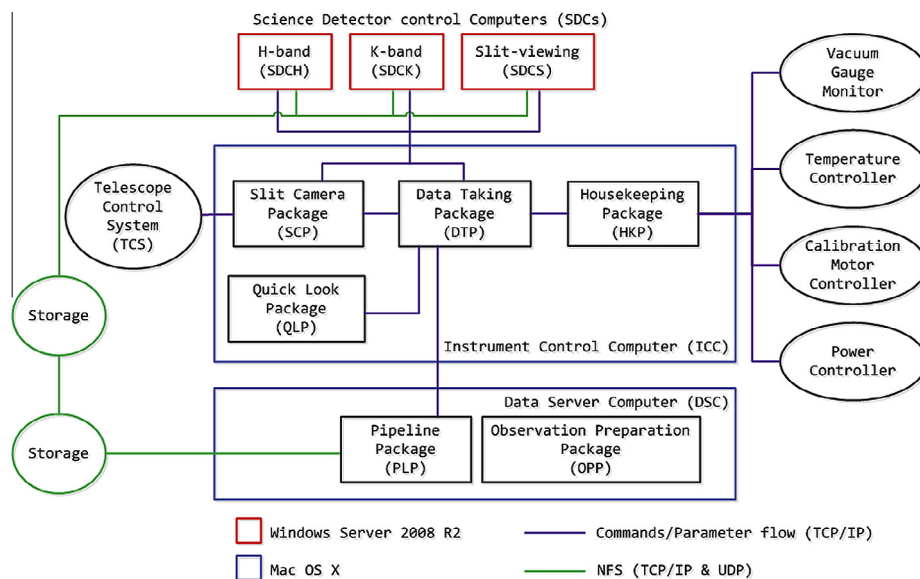 Science Detector control Computers (SDCs)
H-band
(SDCH)
K-band
(SDCK)
Slit-viewing
(SDCS)
Vacuum
Gauge
Monitor
Telescope
Control
System
(TCS)
Slit Camera
Package
(SCP)
Data Taking
Package
(DTP)
Housekeeping
Package
(HKP)
Temperature
Controller
Calibration
Motor
Controller
Storage
Quick Look
Package
(QLP)
Instrument Control Computer (ICC)
Power
Controller
Data Server Computer (DSC)
Storage
Pipeline
Package
(PLP)
Observation Preparation
Package
(OPP)
Windows Server 2008 R2
Commands/Parameter flow (TCP/IP)
Mac OS X
NFS (TCP/IP & UDP)